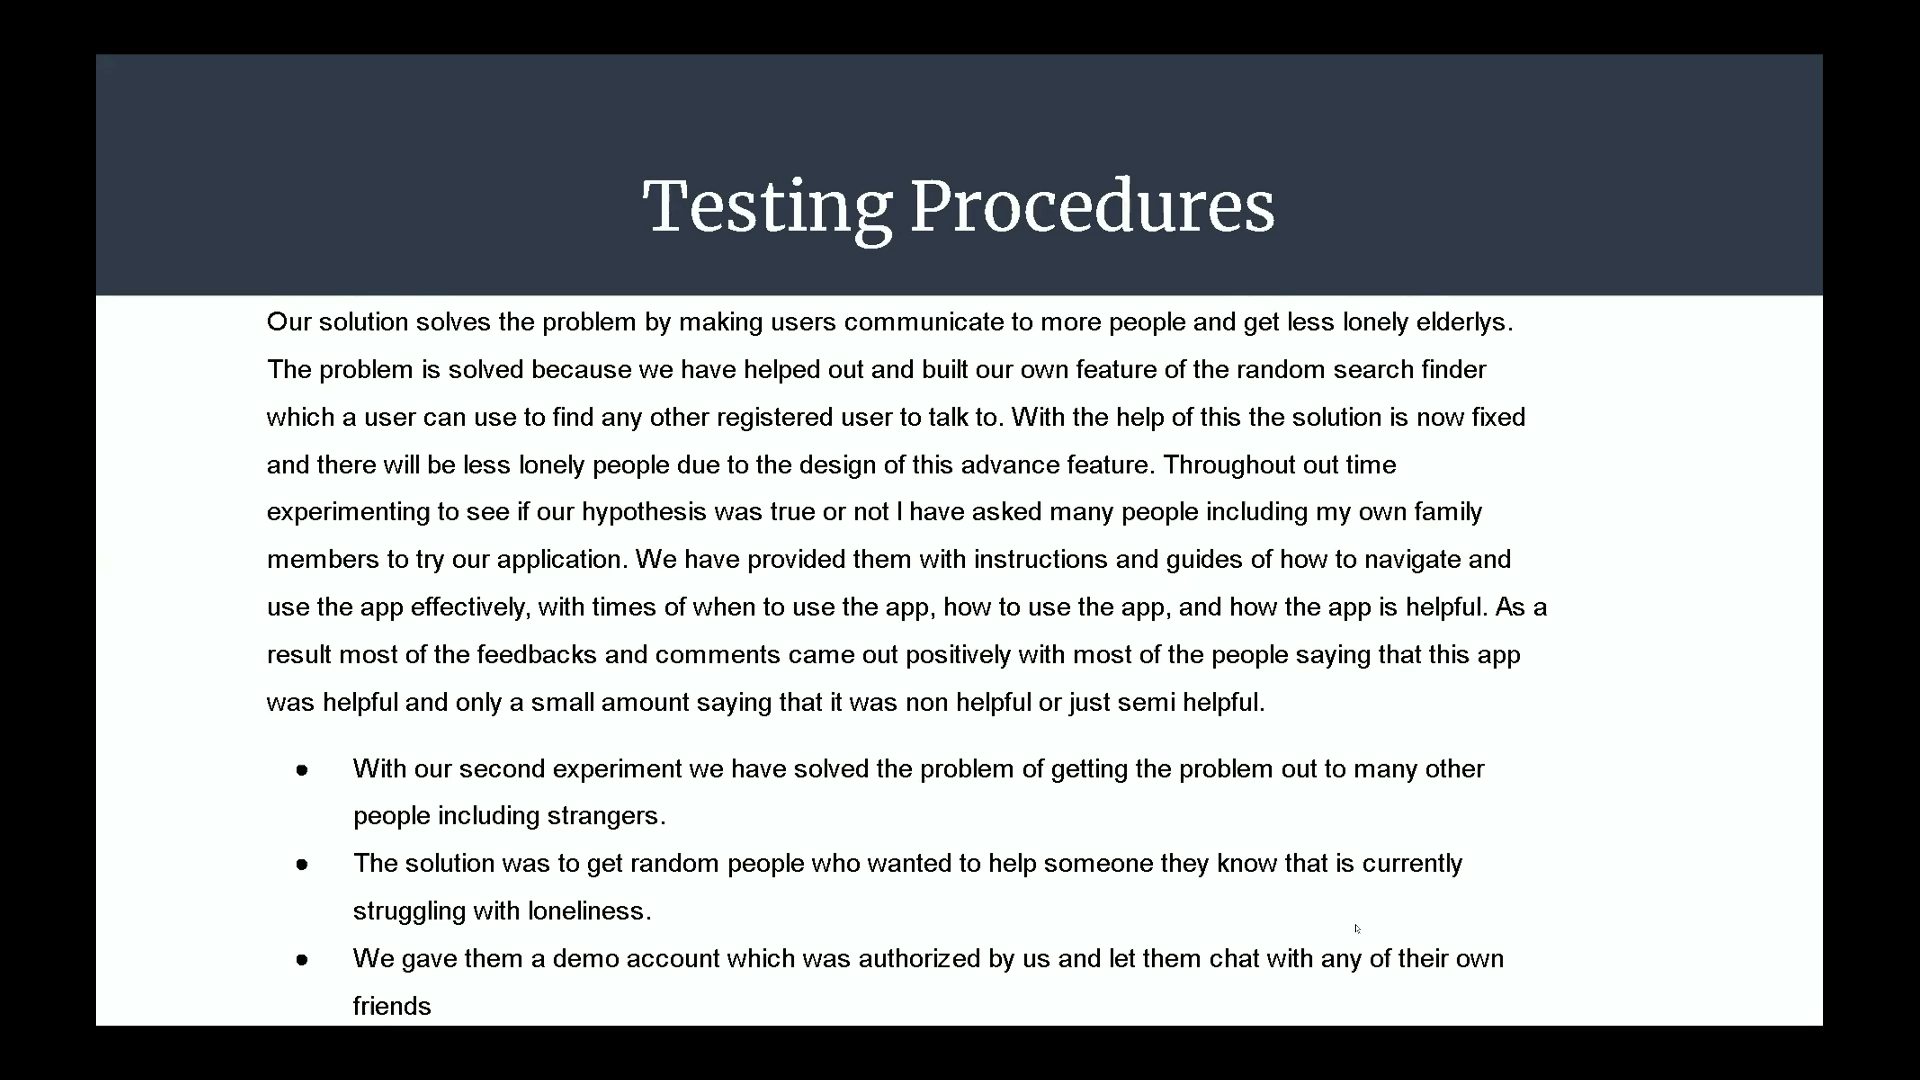 Testing Procedures
Our solution solves the problem by making users communicate to more people and get less lonely elderlys.
The problem is solved because we have helped out and built our own feature of the random search finder
which a user can use to find any other registered user to talk to. With the help of this the solution is now fixed
and there will be less lonely people due to the design of this advance feature. Throughout out time
experimenting to see if our hypothesis was true or not I have asked many people including my own family
members to try our application. We have provided them with instructions and guides of how to navigate and
use the app effectively, with times of when to use the app, how to use the app, and how the app is helpful. As a
result most of the feedbacks and comments came out positively with most of the people saying that this app
was helpful and only a small amount saying that it was non helpful or just semi helpful.
● With our second experiment we have solved the problem of getting the problem out to many other
people including strangers.
● The solution was to get random people who wanted to help someone they know that is currently
struggling with loneliness.
● We gave them a demo account which was authorized by us and let them chat with any of their own
friends